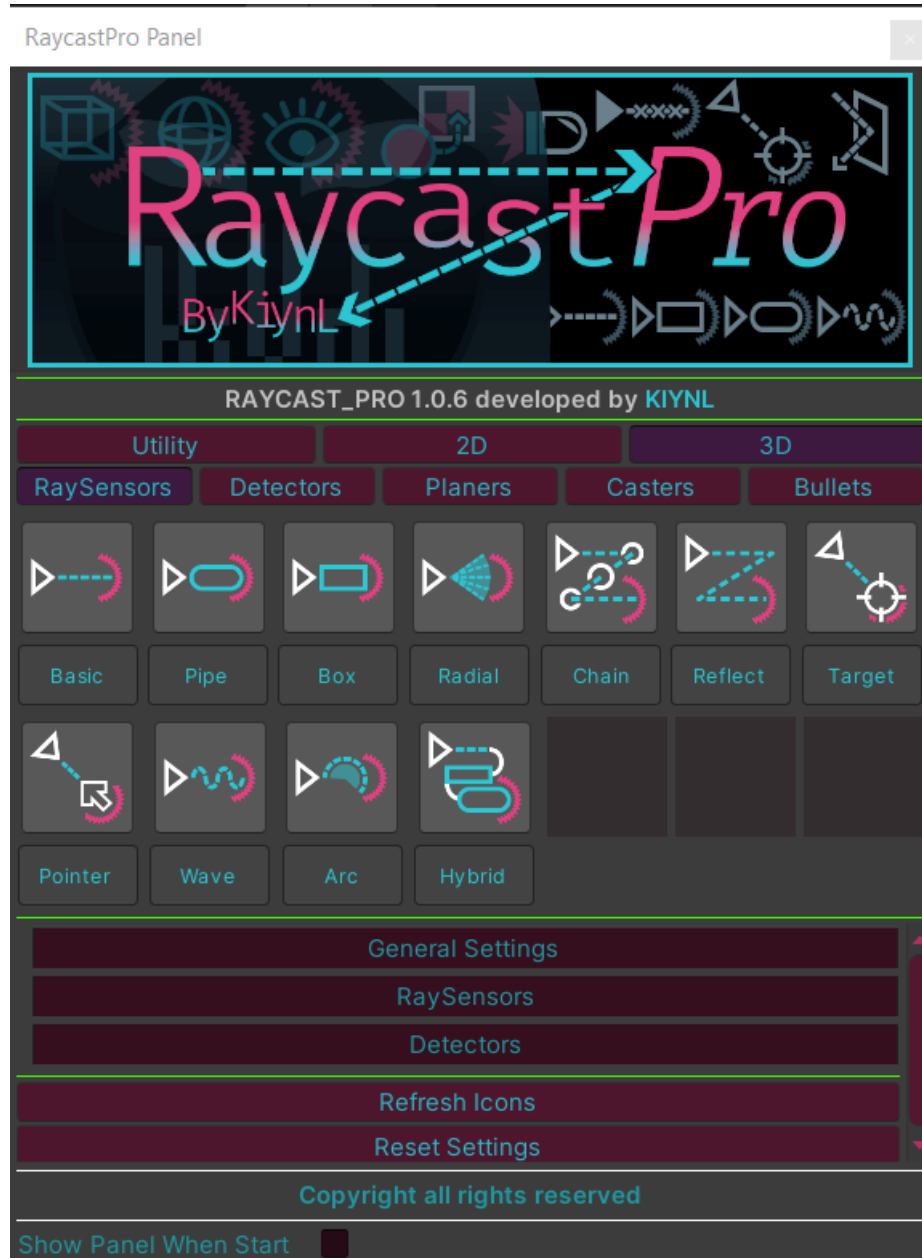 RaycastPro Panel
RaycastPro
ByKiynL
RAYCAST_PRO 1.0.6 developed by KIYNL
Utility 2D 3D
RaySensors Detectors Planers Casters Bullets
Basic Pipe Box Radial Chain Reflect Target
Pointer Wave Arc Hybrid
General Settings
RaySensors
Detectors
Refresh Icons
Reset Settings
Copyright all rights reserved
Show Panel When Start